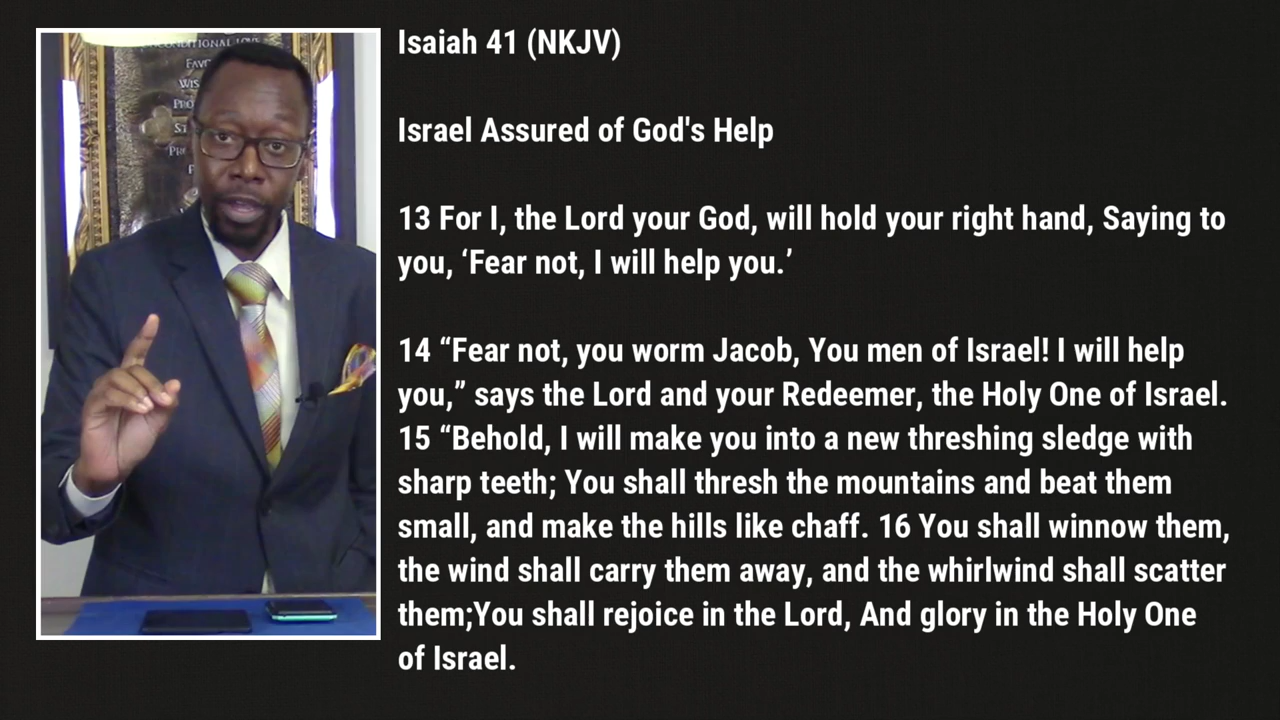 Isaiah 41 (NKJV)
Israel Assured of God's Help
13 For I, the Lord your God, will hold your right hand, Saying to
you, ‘Fear not, I will help you.’
14 “Fear not, you worm Jacob, You men of Israel! I will help
you,” says the Lord and your Redeemer, the Holy One of Israel.
15 “Behold, I will make you into a new threshing sledge with
sharp teeth; You shall thresh the mountains and beat them
small, and make the hills like chaff. 16 You shall winnow them,
the wind shall carry them away, and the whirlwind shall scatter
them;You shall rejoice in the Lord, And glory in the Holy One
of Israel.